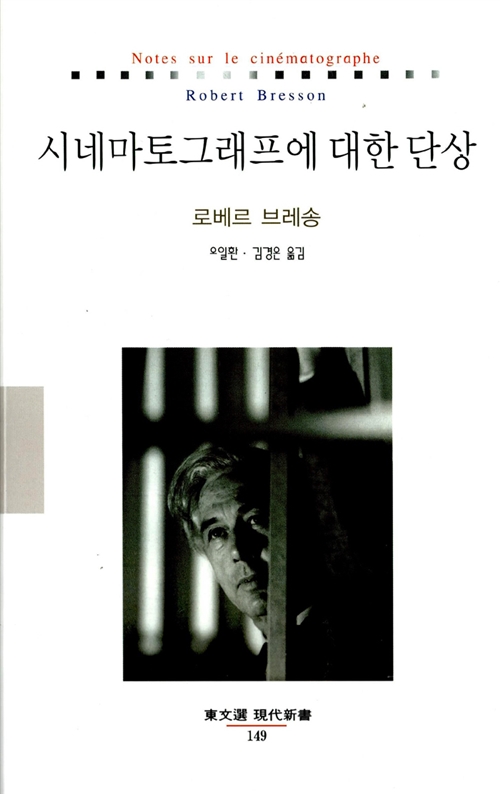 Notes sur le cinématographe
Robert Bresson
시네마토그래프에 대한 단상
로베르 브레송
오일환 · 김경온 옮김
東文選 現代新書
149